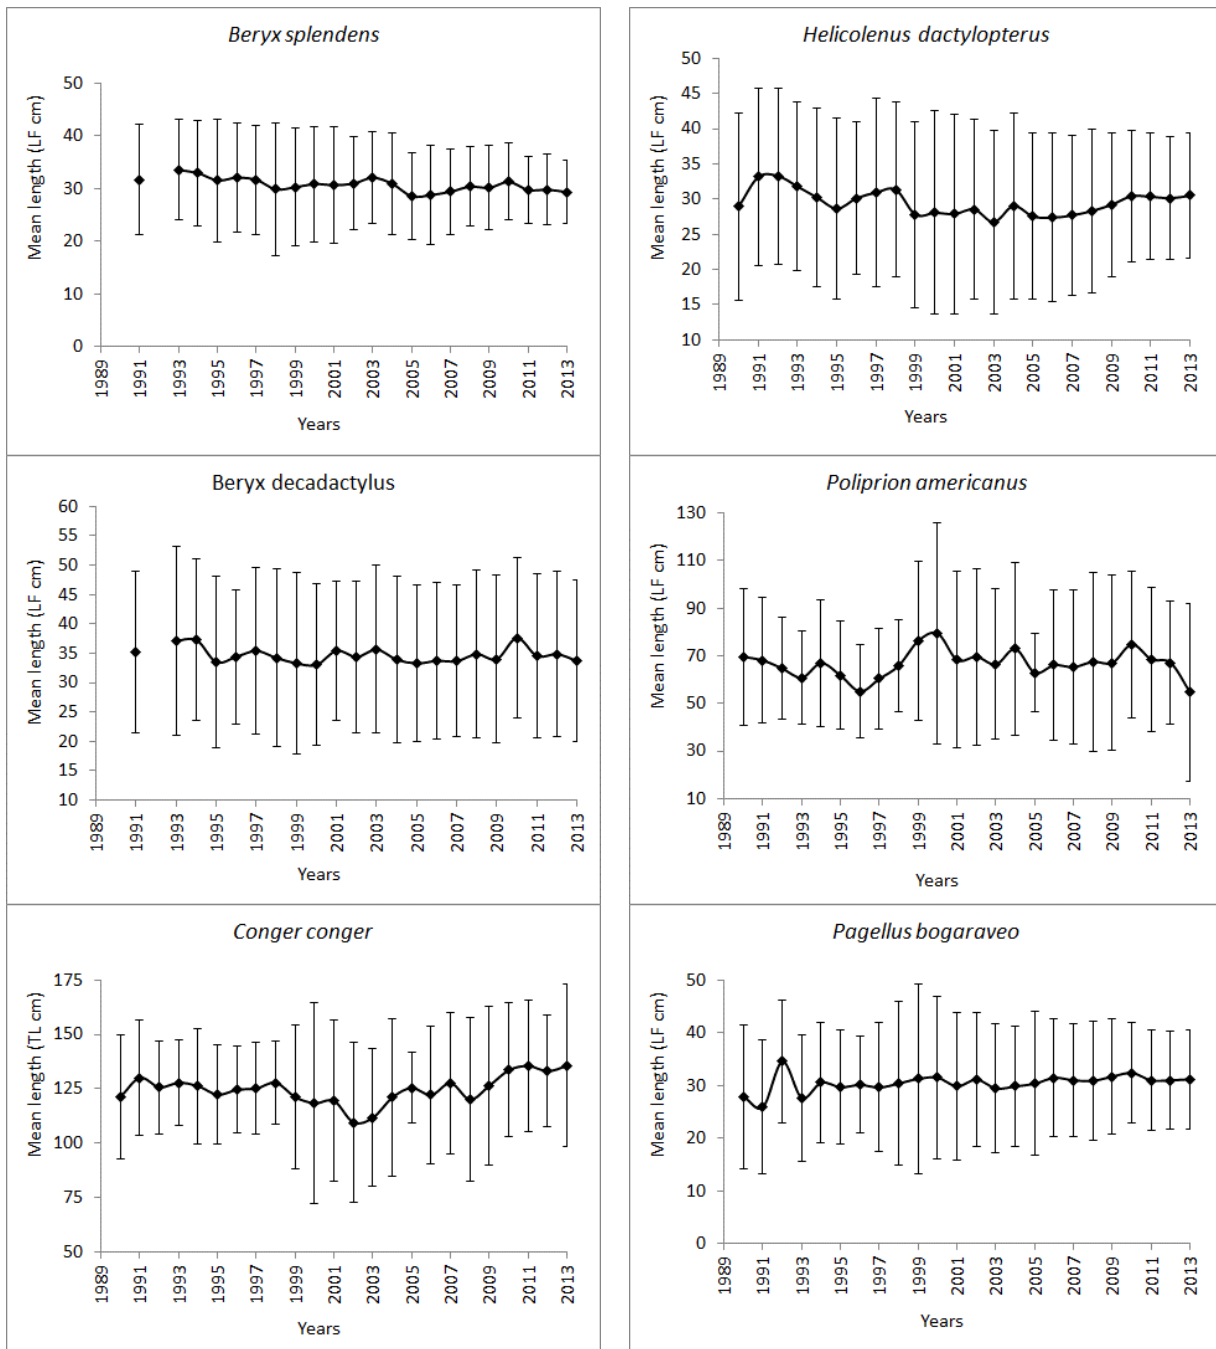 Beryx splendens
Mean length (LF cm)
50
40
30
20
10
0
1989 1991 1993 1995 1997 1999 2001 2003 2005 2007 2009 2011 2013
Years
Helicolenus dactylopterus
Mean length (LF cm)
50
45
40
35
30
25
20
15
10
1989 1991 1993 1995 1997 1999 2001 2003 2005 2007 2009 2011 2013
Years
Beryx decadactylus
Mean length (LF cm)
60
55
50
45
40
35
30
25
20
15
10
1989 1991 1993 1995 1997 1999 2001 2003 2005 2007 2009 2011 2013
Years
Poliprion americanus
Mean length (LF cm)
130
110
90
70
50
30
10
1989 1991 1993 1995 1997 1999 2001 2003 2005 2007 2009 2011 2013
Years
Conger conger
Mean length (TL cm)
175
150
125
100
75
50
1989 1991 1993 1995 1997 1999 2001 2003 2005 2007 2009 2011 2013
Years
Pagellus bogaraveo
Mean length (LF cm)
50
40
30
20
10
0
1989 1991 1993 1995 1997 1999 2001 2003 2005 2007 2009 2011 2013
Years